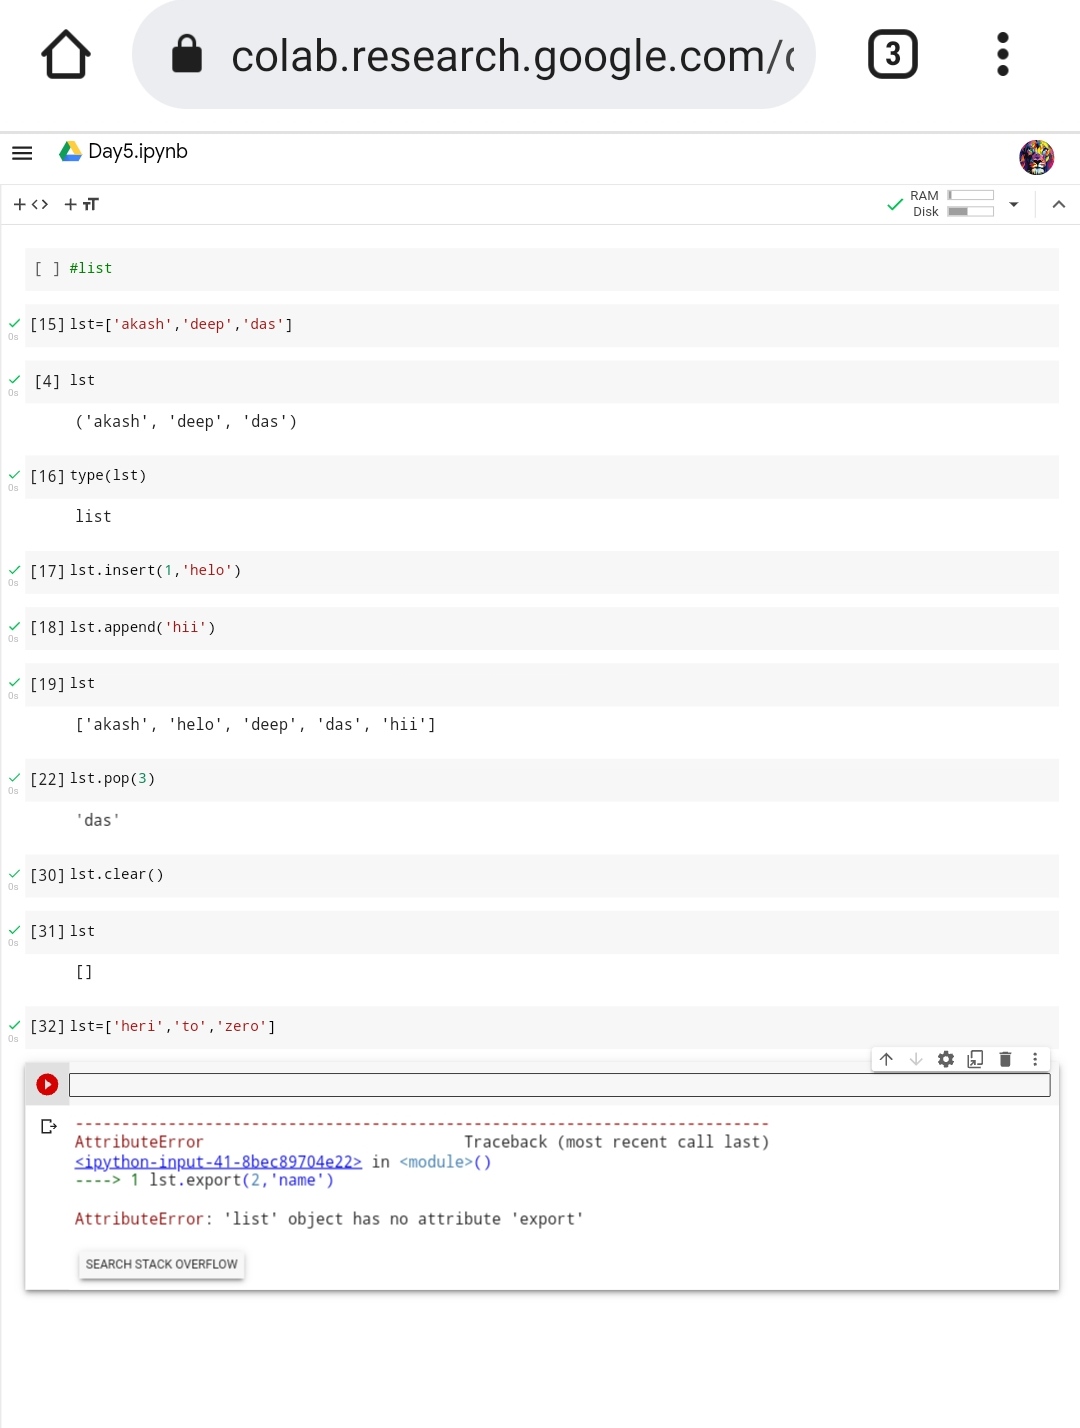 colab.research.google.com/
3
Day5.ipynb
RAM
Disk
[ ] #list
[15] lst=['akash','deep','das']
0s
[4] lst
0s
('akash', 'deep', 'das')
[16] type(lst)
0s
list
[17] lst.insert(1,'helo')
0s
[18] lst.append('hii')
0s
[19] lst
0s
['akash', 'helo', 'deep', 'das', 'hii']
[22] lst.pop(3)
0s
'das'
[30] lst.clear()
0s
[31] lst
0s
[]
[32] lst=['heri','to','zero']
0s
---------------------------------------------------------------------------
AttributeError Traceback (most recent call last)
<ipython-input-41-8bec89704e22> in <module>()
----> 1 lst.export(2,'name')
AttributeError: 'list' object has no attribute 'export'
SEARCH STACK OVERFLOW